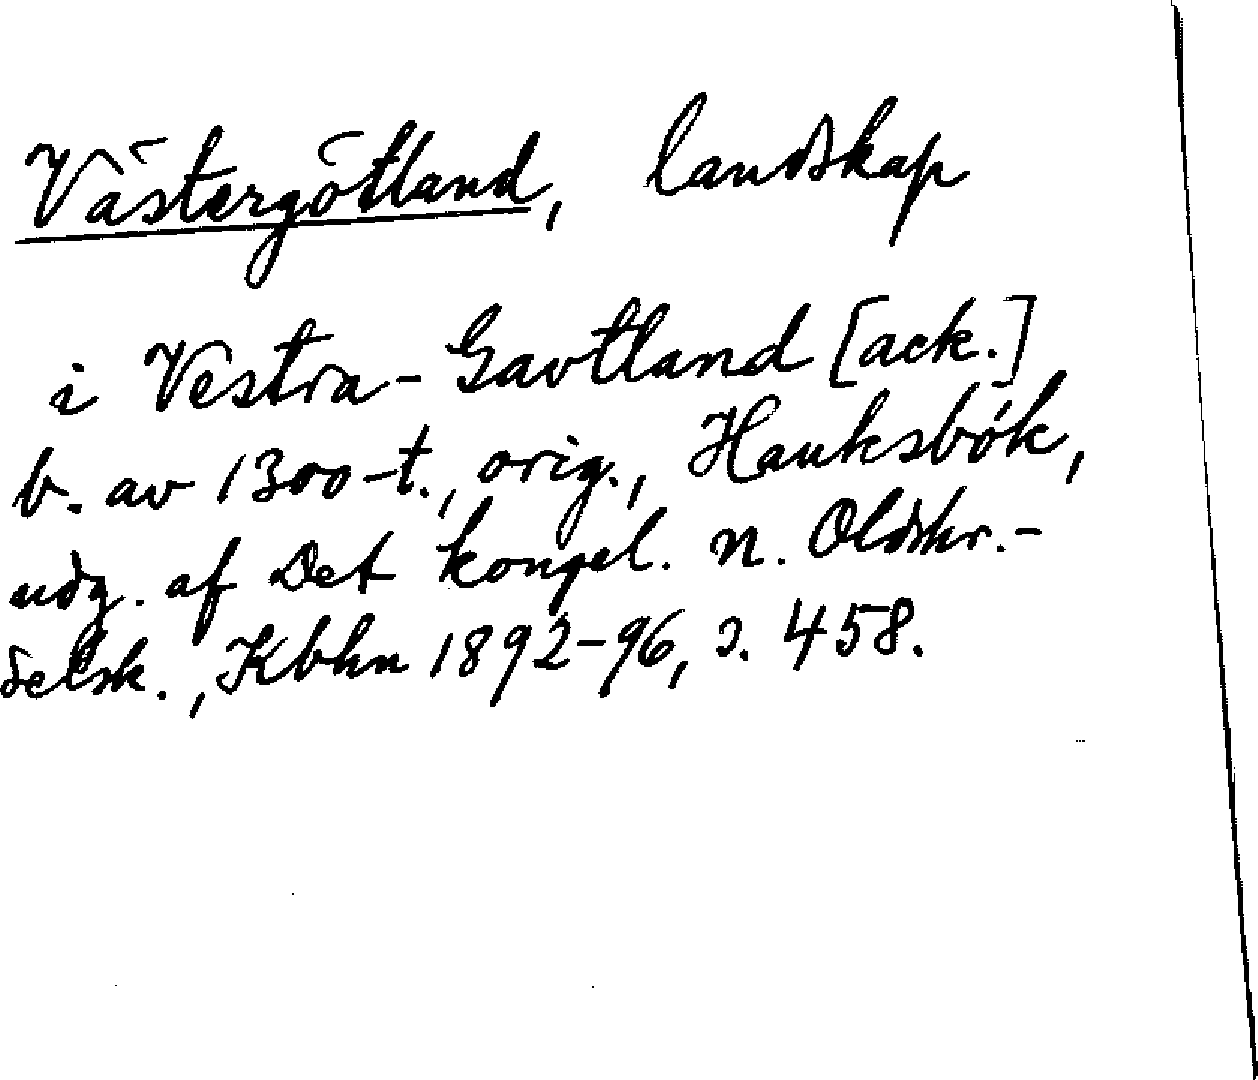 Västergötland, landskap
i Vestra-Gavtland [ack.]
b. av 1300-t., orig., Hauksbók,
udg. af Det kongel. n. Oldskr.-
selsk., Kbhn 1892-96, s. 458.